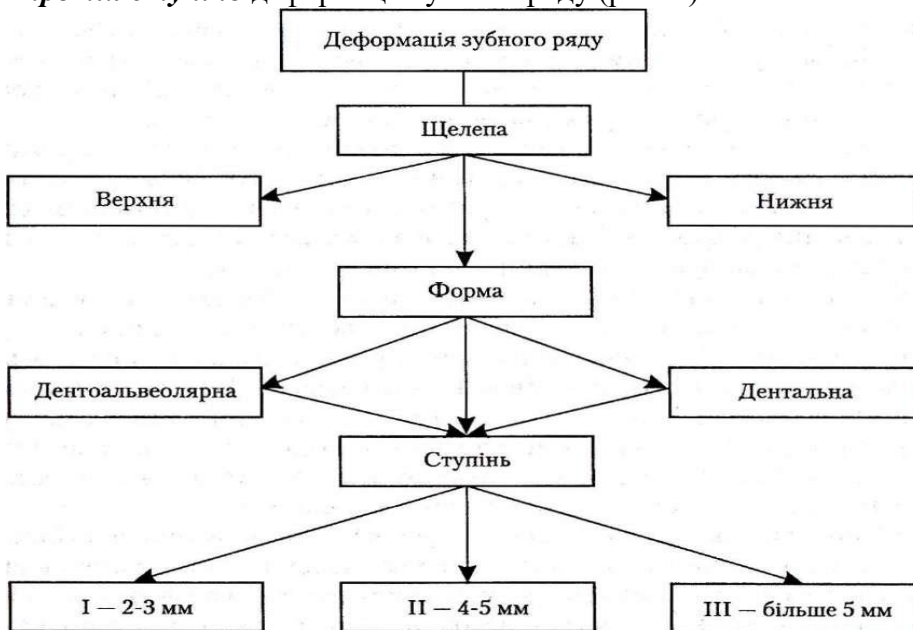 Деформація зубного ряду
Щелепа
Верхня
Нижня
Форма
Дентоальвеолярна
Дентальна
Ступінь
I — 2-3 мм
II — 4-5 мм
III — більше 5 мм